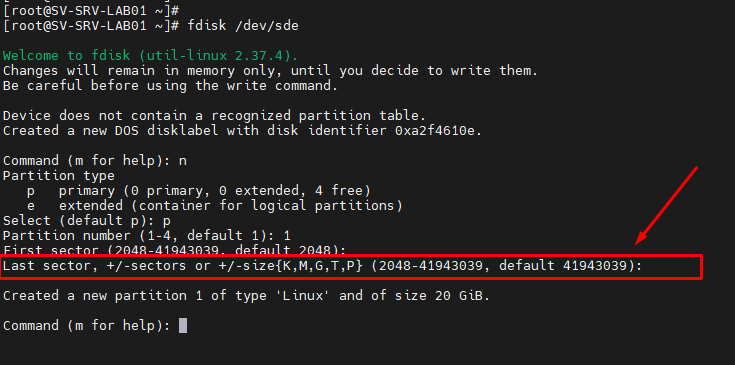 [root@SV-SRV-LAB01 ~]#
[root@SV-SRV-LAB01 ~]# fdisk /dev/sde
Welcome to fdisk (util-linux 2.37.4).
Changes will remain in memory only, until you decide to write them.
Be careful before using the write command.
Device does not contain a recognized partition table.
Created a new DOS disklabel with disk identifier 0xa2f4610e.
Command (m for help): n
Partition type
p   primary (0 primary, 0 extended, 4 free)
e   extended (container for logical partitions)
Select (default p): p
Partition number (1-4, default 1): 1
First sector (2048-41943039, default 2048):
Last sector, +/-sectors or +/-size{K,M,G,T,P} (2048-41943039, default 41943039):
Created a new partition 1 of type 'Linux' and of size 20 GiB.
Command (m for help):